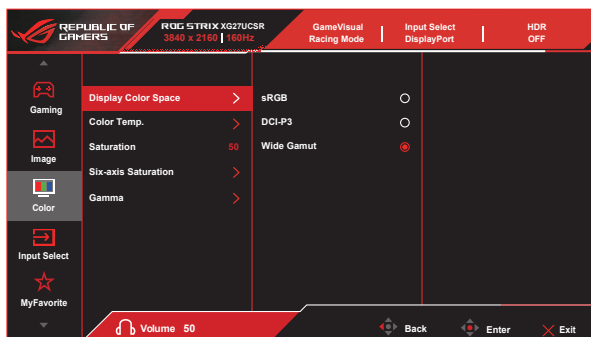 REPUBLIC OF
GAMERS
ROG STRIX XG27UCSR
3840 x 2160 | 160Hz
GameVisual
Racing Mode
Input Select
DisplayPort
HDR
OFF
Gaming
Image
Color
Input Select
MyFavorite
Display Color Space
Color Temp.
Saturation 50
Six-axis Saturation
Gamma
sRGB
DCI-P3
Wide Gamut
Volume 50
Back
Enter
Exit